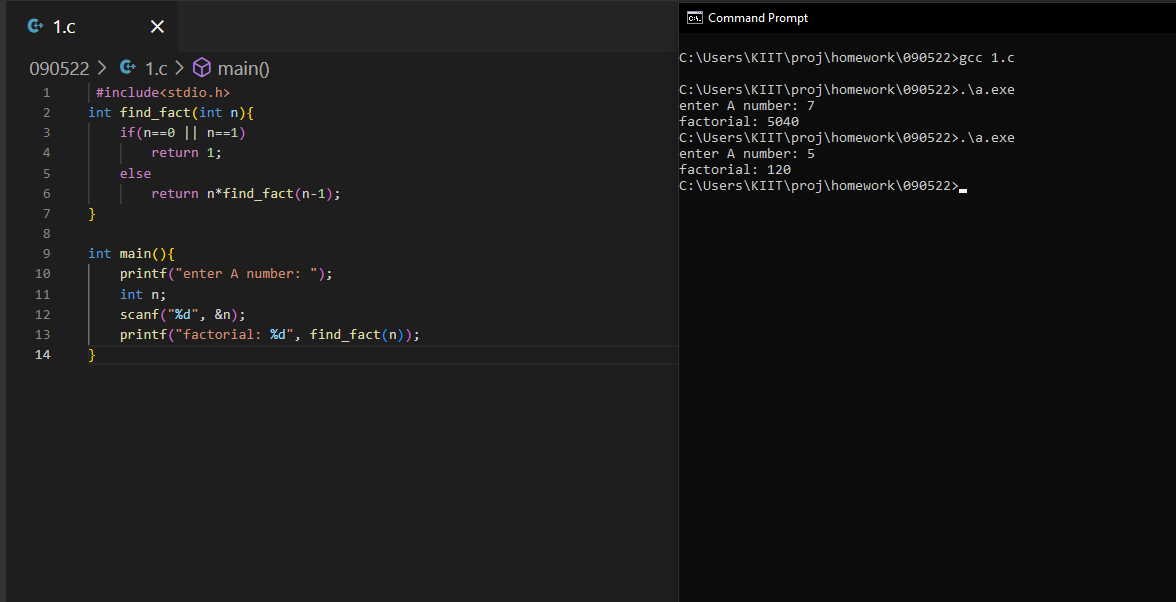 1.c
090522 > 1.c > main()
1 #include<stdio.h>
2 int find_fact(int n){
3     if(n==0 || n==1)
4         return 1;
5     else
6         return n*find_fact(n-1);
7 }
8
9 int main(){
10     printf("enter A number: ");
11     int n;
12     scanf("%d", &n);
13     printf("factorial: %d", find_fact(n));
14 }
Command Prompt
C:\Users\KIIT\proj\homework\090522>gcc 1.c
C:\Users\KIIT\proj\homework\090522>.\a.exe
enter A number: 7
factorial: 5040
C:\Users\KIIT\proj\homework\090522>.\a.exe
enter A number: 5
factorial: 120
C:\Users\KIIT\proj\homework\090522>